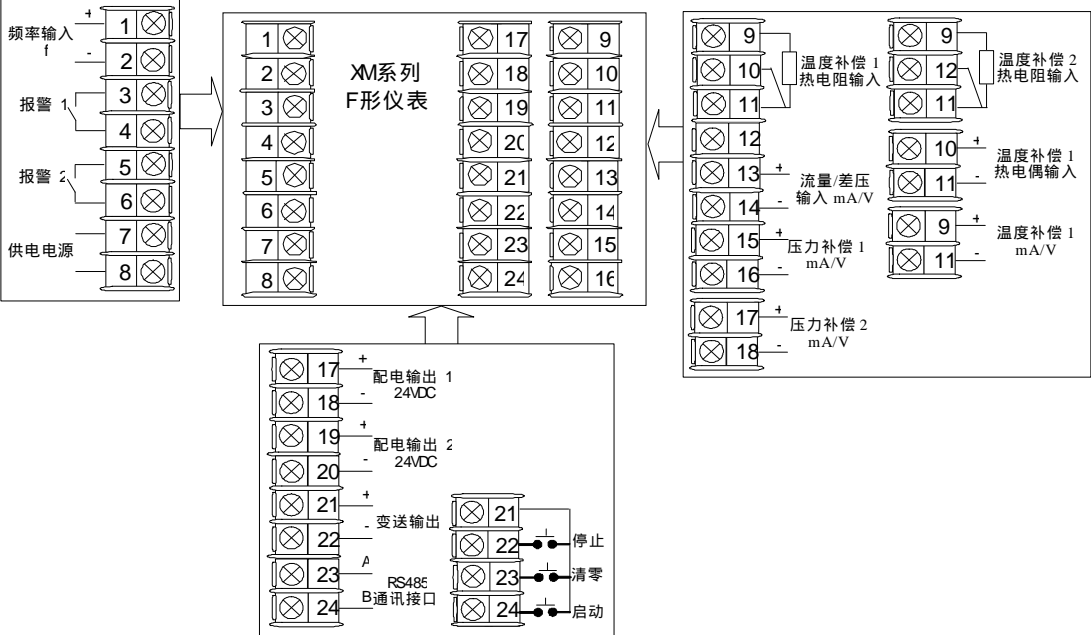 频率输入
f
+
-
1
2
报警 1
3
4
报警 2
5
6
供电电源
7
8
XM系列
F形仪表
1
2
3
4
5
6
7
8
17
18
19
20
21
22
23
24
9
10
11
12
13
14
15
16
9
10
11
温度补偿 1
热电阻输入
12
13
+
14
-
流量/差压
输入 mA/V
15
+
16
-
压力补偿 1
mA/V
17
+
18
-
压力补偿 2
mA/V
9
12
11
温度补偿 2
热电阻输入
10
+
11
-
温度补偿 1
热电偶输入
9
+
11
-
温度补偿 1
mA/V
17
+
18
-
配电输出 1
24VDC
19
+
20
-
配电输出 2
24VDC
21
+
22
-
变送输出
23
A
24
B
RS485
通讯接口
21
22
停止
23
清零
24
启动